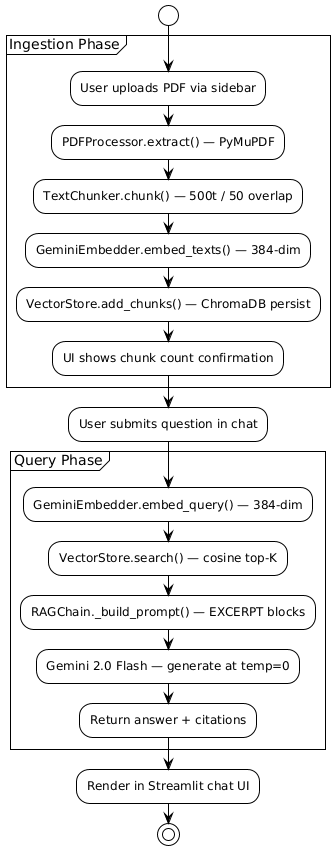 Ingestion Phase
User uploads PDF via sidebar
PDFProcessor.extract() — PyMuPDF
TextChunker.chunk() — 500t / 50 overlap
GeminiEmbedder.embed_texts() — 384-dim
VectorStore.add_chunks() — ChromaDB persist
UI shows chunk count confirmation
User submits question in chat
Query Phase
GeminiEmbedder.embed_query() — 384-dim
VectorStore.search() — cosine top-K
RAGChain._build_prompt() — EXCERPT blocks
Gemini 2.0 Flash — generate at temp=0
Return answer + citations
Render in Streamlit chat UI